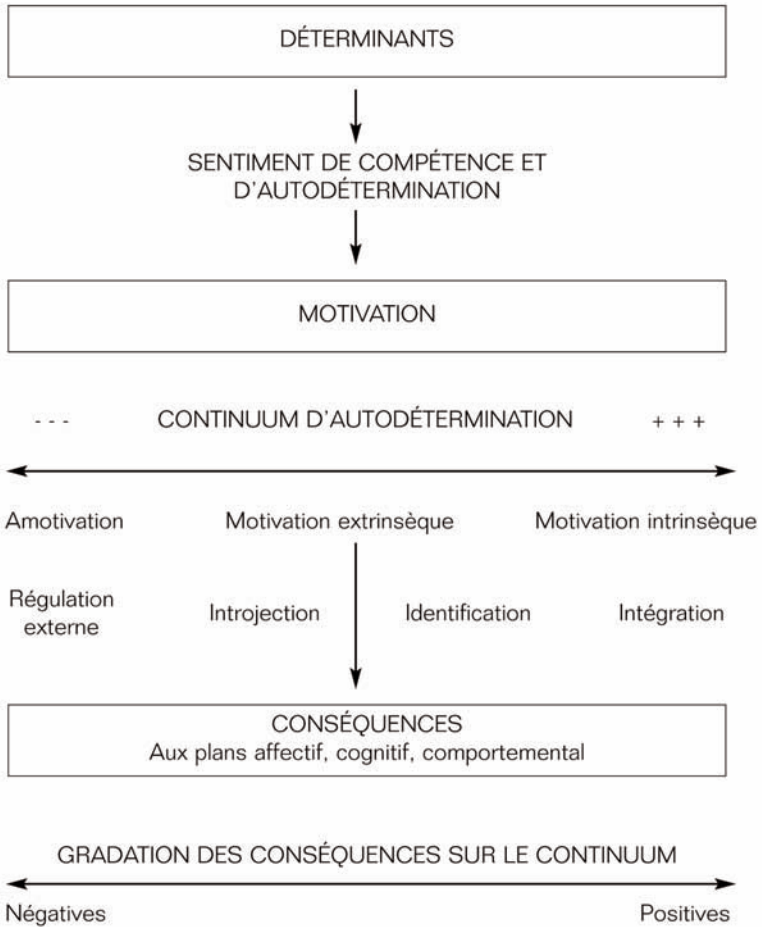 DÉTERMINANTS
SENTIMENT DE COMPÉTENCE ET
D'AUTODÉTERMINATION
MOTIVATION
- - - CONTINUUM D'AUTODÉTERMINATION + + +
Amotivation Motivation extrinsèque Motivation intrinsèque
Régulation
externe Introjection Identification Intégration
CONSÉQUENCES
Aux plans affectif, cognitif, comportemental
GRADATION DES CONSÉQUENCES SUR LE CONTINUUM
Négatives Positives